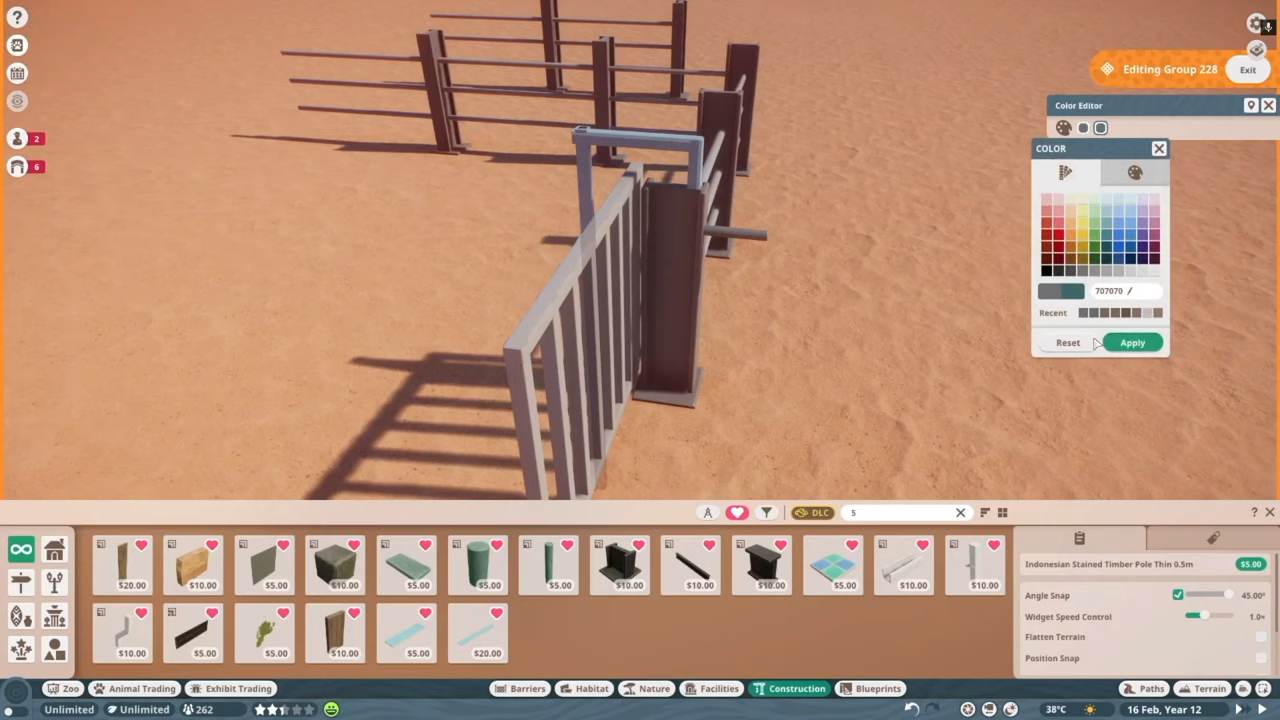 ?
Editing Group 228
Exit
Color Editor
2
COLOR
6
707070 /
Recent
Reset
Apply
DLC
5
?
$20.00
$10.00
$5.00
$10.00
$5.00
$5.00
$5.00
$10.00
$10.00
$10.00
$5.00
$10.00
$10.00
Indonesian Stained Timber Pole Thin 0.5m
$5.00
Angle Snap
45.00°
Widget Speed Control
1.0×
Flatten Terrain
Position Snap
$10.00
$5.00
$5.00
$10.00
$5.00
$20.00
Zoo
Animal Trading
Exhibit Trading
Barriers
Habitat
Nature
Facilities
Construction
Blueprints
Paths
Terrain
Unlimited
Unlimited
262
38°C
16 Feb, Year 12